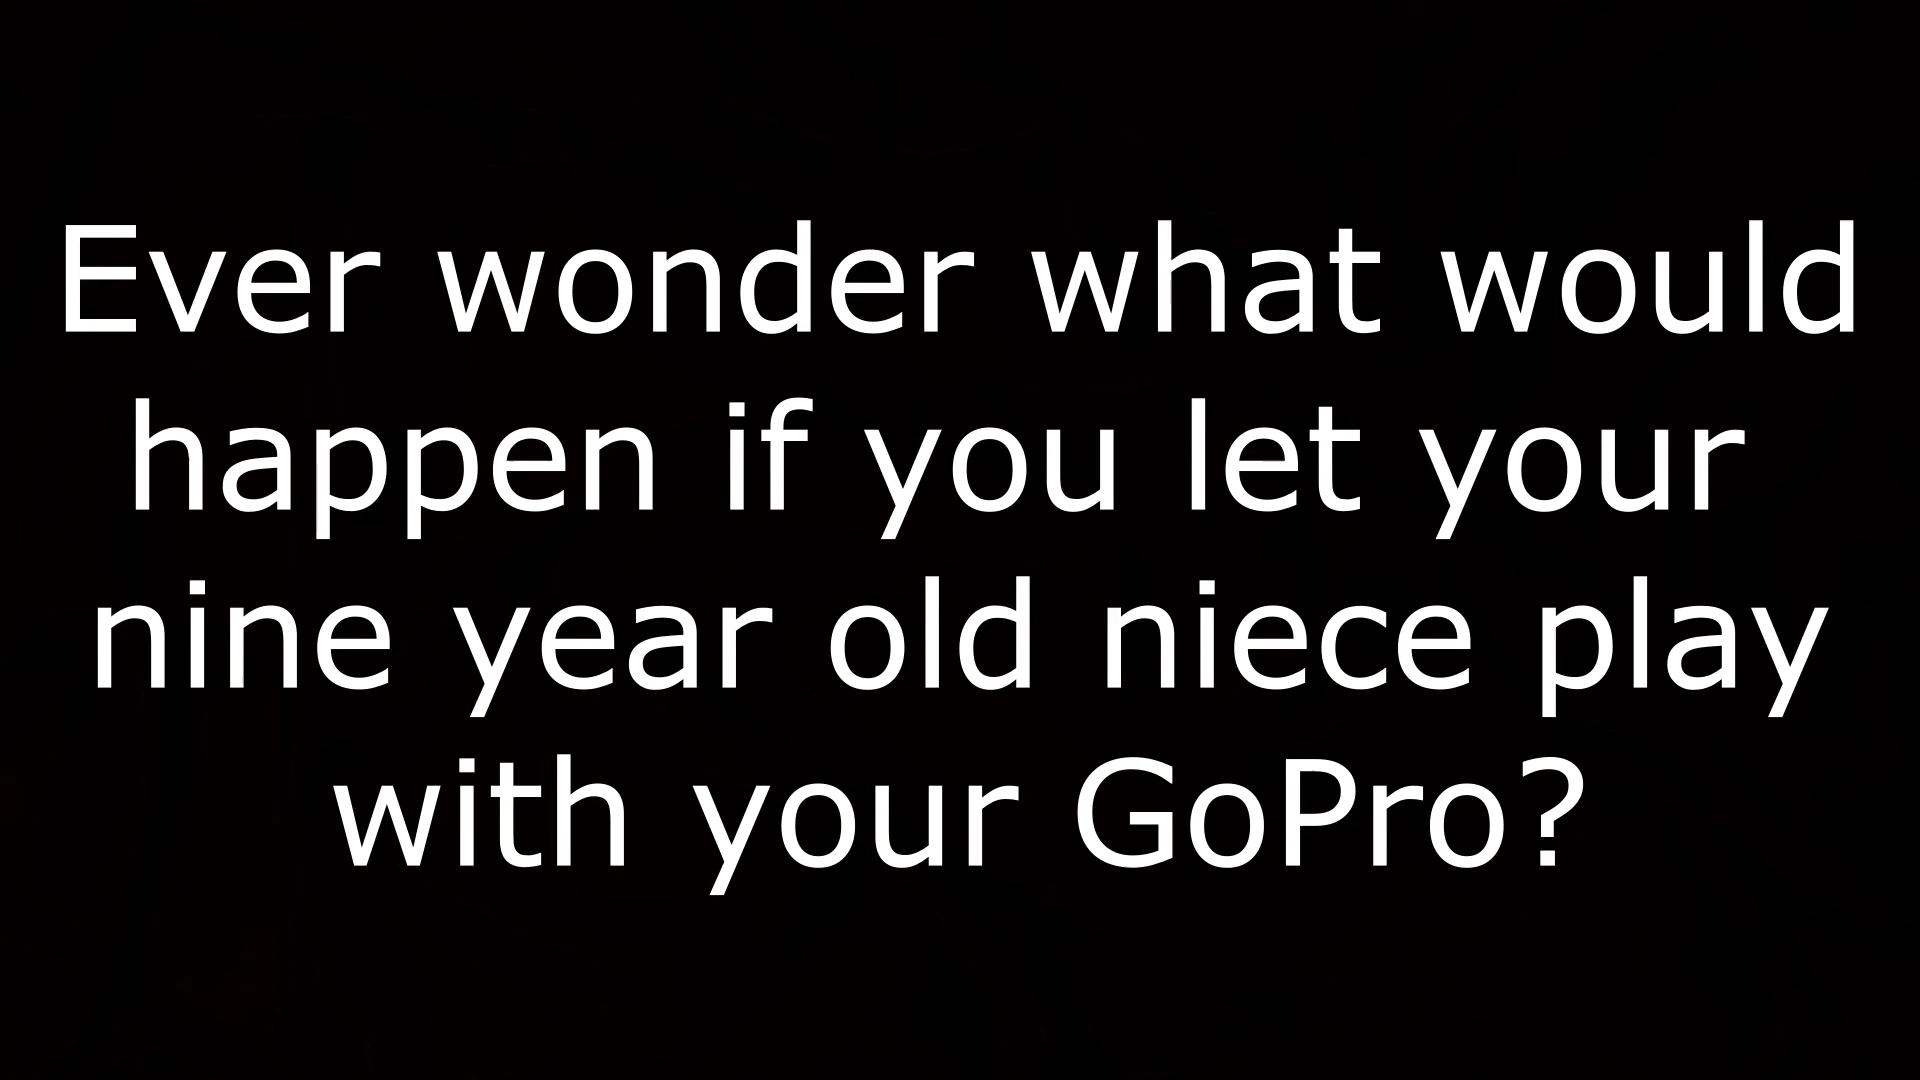 Ever wonder what would
happen if you let your
nine year old niece play
with your GoPro?